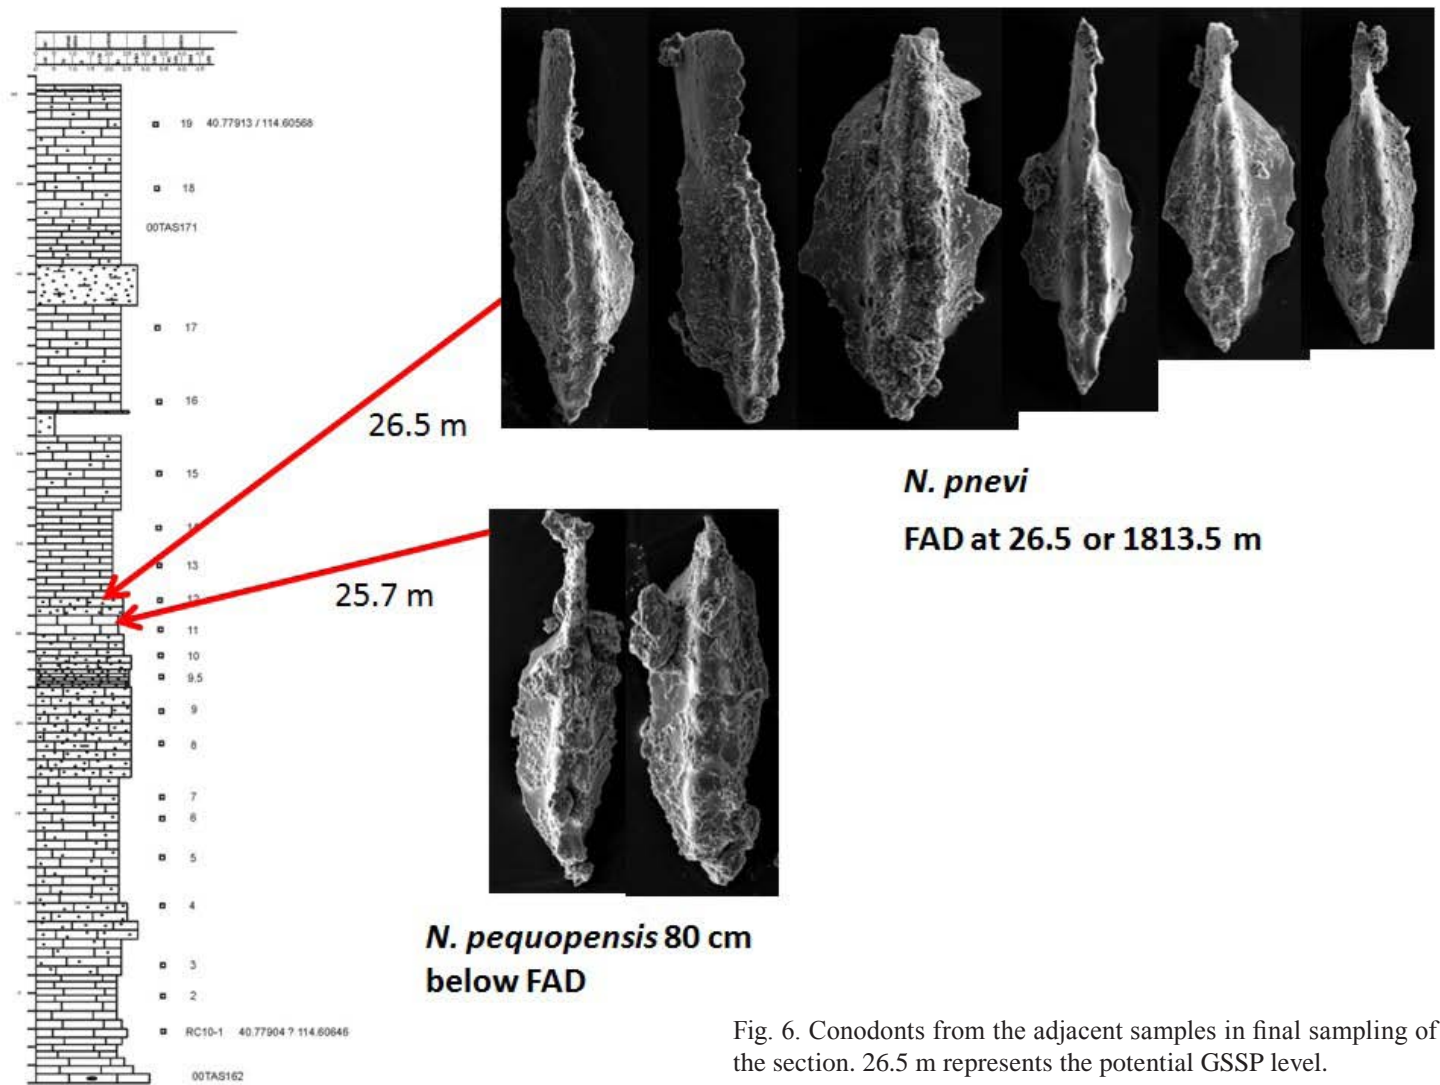 19 40.77913 / 114.60568
18
00TAS171
17
16
26.5 m
15
N. pnevi
14
FAD at 26.5 or 1813.5 m
13
25.7 m
12
11
10
9.5
9
8
7
6
5
4
N. pequopensis 80 cm
below FAD
3
2
RC10-1 40.77904 ? 114.60646
00TAS162
Fig. 6. Conodonts from the adjacent samples in final sampling of
the section. 26.5 m represents the potential GSSP level.